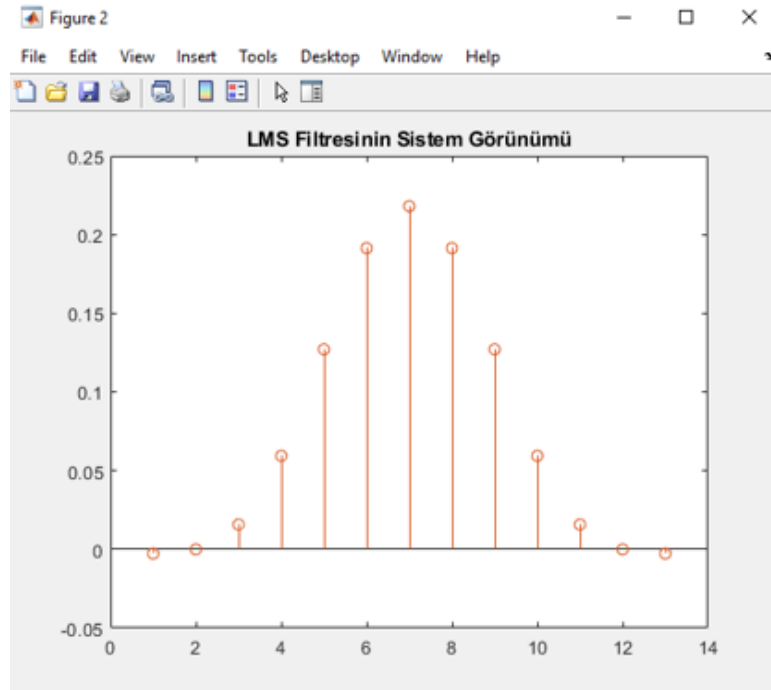 Figure 2
File Edit View Insert Tools Desktop Window Help
LMS Filtresinin Sistem Görünümü
0.25
0.2
0.15
0.1
0.05
0
-0.05
0 2 4 6 8 10 12 14